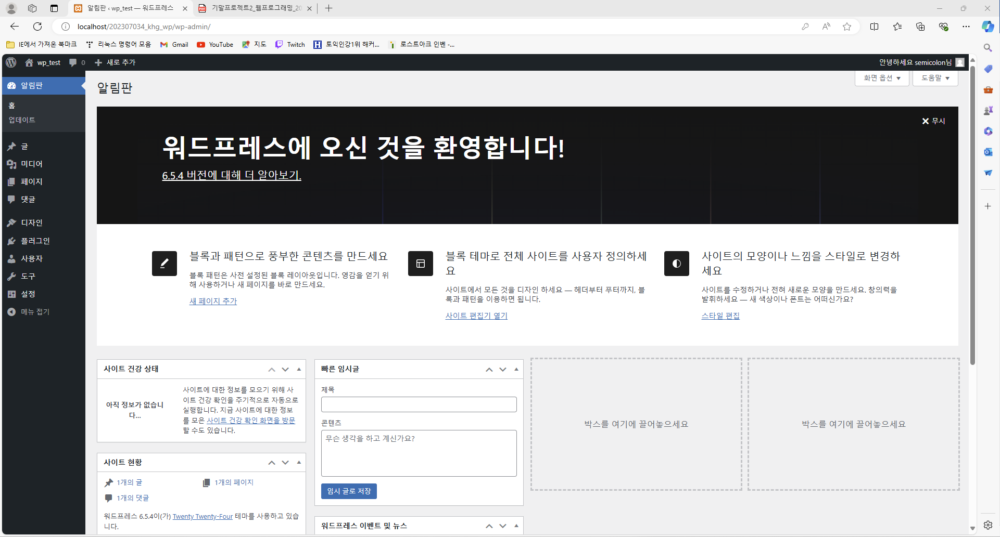 알림판 ‹ wp_test — 워드프레스
기말프로젝트2_웹프로그래밍_20
localhost/202307034_khg_wp/wp-admin/
IE에서 가져온 북마크
리눅스 명령어 모음
Gmail
YouTube
지도
Twitch
토익인강1위 해커...
로스트아크 인벤 -...
wp_test
0
새로 추가
안녕하세요 semicolon님
알림판
홈
업데이트
글
미디어
페이지
댓글
디자인
플러그인
사용자
도구
설정
메뉴 접기
알림판
화면 옵션
도움말
무시
워드프레스에 오신 것을 환영합니다!
6.5.4 버전에 대해 더 알아보기.
블록과 패턴으로 풍부한 콘텐츠를 만드세요
블록 패턴은 사전 설정된 블록 레이아웃입니다. 영감을 얻기 위
해 사용하거나 새 페이지를 바로 만드세요.
새 페이지 추가
블록 테마로 전체 사이트를 사용자 정의하세
요
사이트에서 모든 것을 디자인 하세요 — 헤더부터 푸터까지, 블
록과 패턴을 이용하면 됩니다.
사이트 편집기 열기
사이트의 모양이나 느낌을 스타일로 변경하
세요
사이트를 수정하거나 전혀 새로운 모양을 만드세요. 창의력을
발휘하세요 — 새 색상이나 폰트는 어떠신가요?
스타일 편집
사이트 건강 상태
아직 정보가 없습니
다...
사이트에 대한 정보를 모으기 위해 사
이트 건강 확인을 주기적으로 자동으로
실행합니다. 지금 사이트에 대한 정보
를 모은 사이트 건강 확인 화면을 방문
할 수도 있습니다.
사이트 현황
1개의 글
1개의 페이지
1개의 댓글
워드프레스 6.5.4이(가) Twenty Twenty-Four 테마를 사용하고 있습
니다.
빠른 임시글
제목
콘텐츠
무슨 생각을 하고 계신가요?
임시 글로 저장
워드프레스 이벤트 및 뉴스
박스를 여기에 끌어놓으세요
박스를 여기에 끌어놓으세요